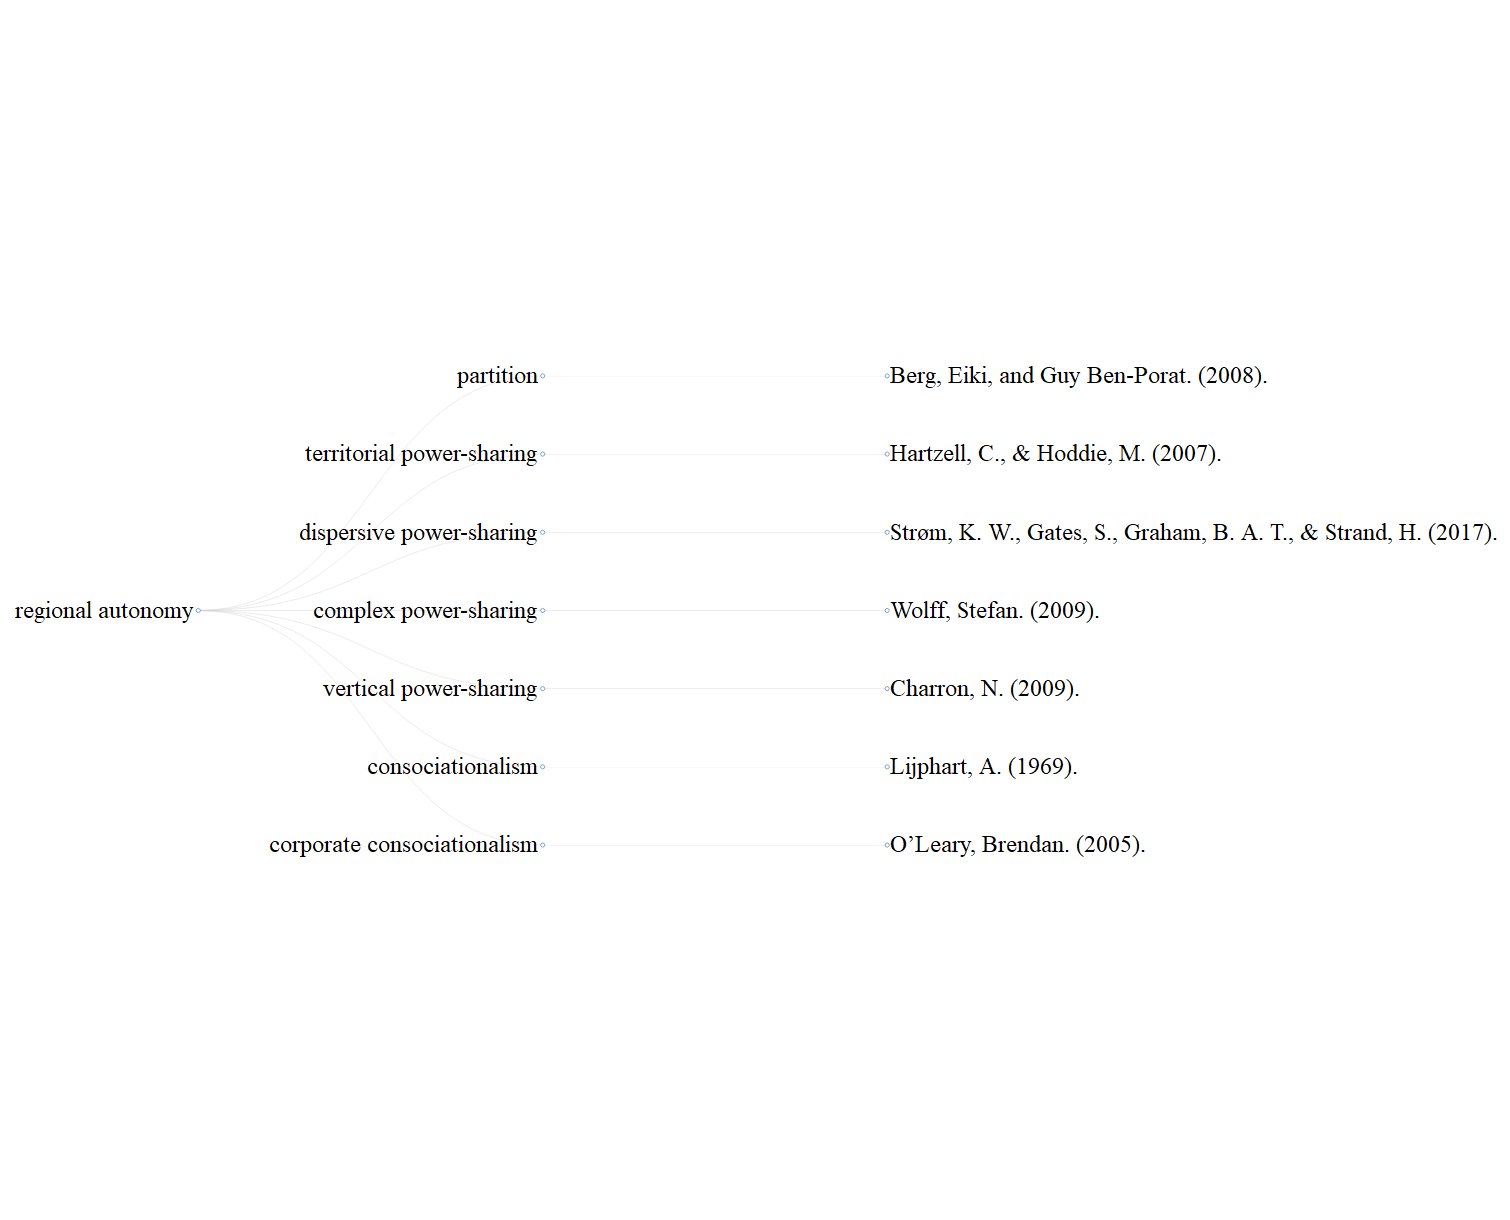 partition
Berg, Eiki, and Guy Ben-Porat. (2008).
territorial power-sharing
Hartzell, C., & Hoddie, M. (2007).
dispersive power-sharing
Strøm, K. W., Gates, S., Graham, B. A. T., & Strand, H. (2017).
regional autonomy
complex power-sharing
Wolff, Stefan. (2009).
vertical power-sharing
Charron, N. (2009).
consociationalism
Lijphart, A. (1969).
corporate consociationalism
O’Leary, Brendan. (2005).